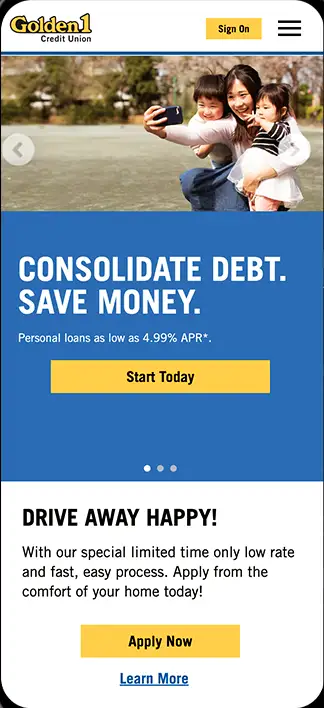 Golden1
Credit Union
Sign On
CONSOLIDATE DEBT.
SAVE MONEY.
Personal loans as low as 4.99% APR*.
Start Today
DRIVE AWAY HAPPY!
With our special limited time only low rate
and fast, easy process. Apply from the
comfort of your home today!
Apply Now
Learn More